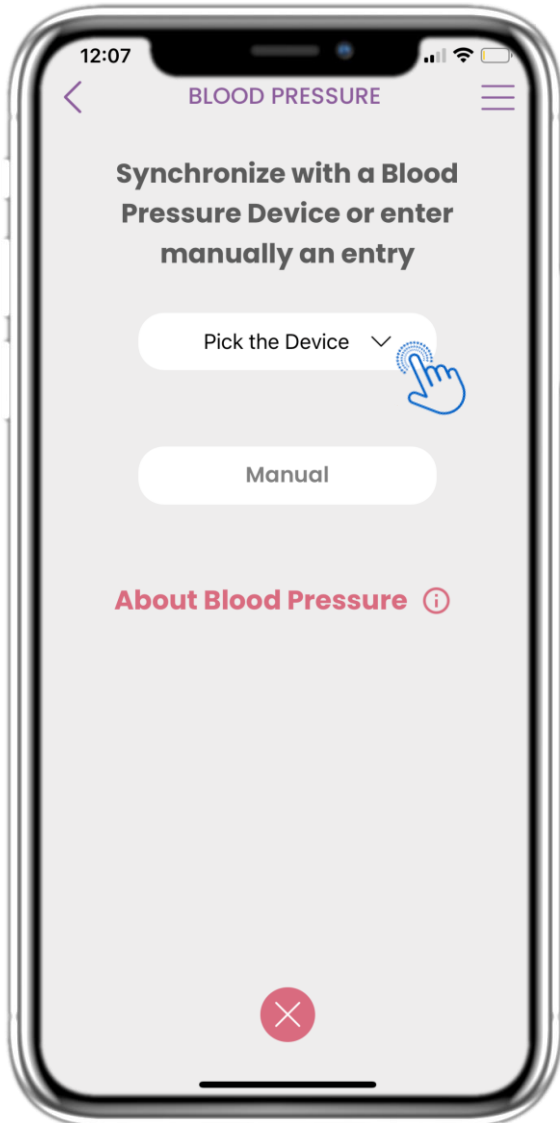 12:07
BLOOD PRESSURE
Synchronize with a Blood
Pressure Device or enter
manually an entry
Pick the Device
Manual
About Blood Pressure